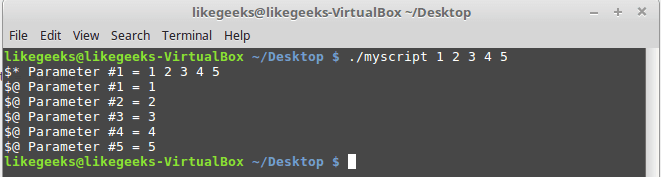 likegeeks@likegeeks-VirtualBox ~/Desktop
File Edit View Search Terminal Help
likegeeks@likegeeks-VirtualBox ~/Desktop $ ./myscript 1 2 3 4 5
$* Parameter #1 = 1 2 3 4 5
$@ Parameter #1 = 1
$@ Parameter #2 = 2
$@ Parameter #3 = 3
$@ Parameter #4 = 4
$@ Parameter #5 = 5
likegeeks@likegeeks-VirtualBox ~/Desktop $